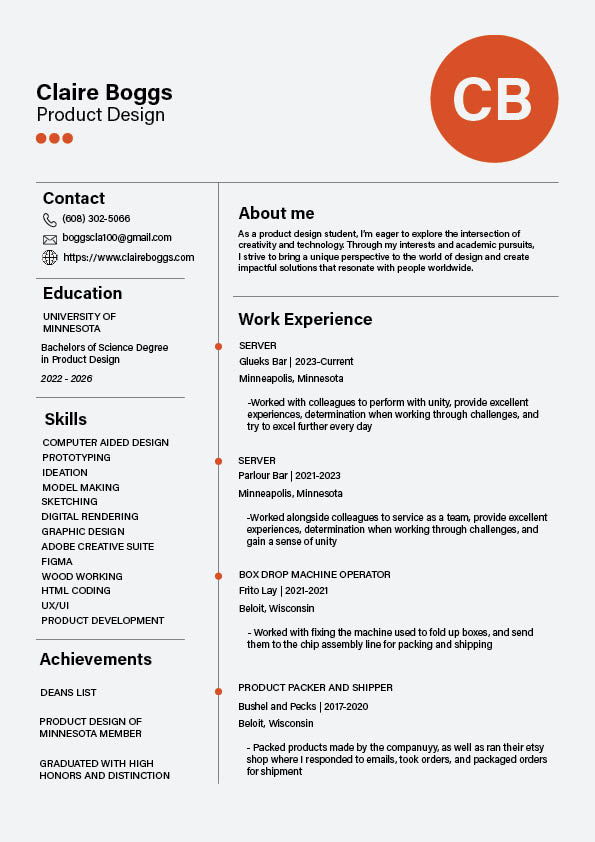 Claire Boggs
Product Design
CB
Contact
(608) 302-5066
boggscla100@gmail.com
https://www.claireboggs.com
Education
UNIVERSITY OF
MINNESOTA
Bachelors of Science Degree
in Product Design
2022 - 2026
Skills
COMPUTER AIDED DESIGN
PROTOTYPING
IDEATION
MODEL MAKING
SKETCHING
DIGITAL RENDERING
GRAPHIC DESIGN
ADOBE CREATIVE SUITE
FIGMA
WOOD WORKING
HTML CODING
UX/UI
PRODUCT DEVELOPMENT
Achievements
DEANS LIST
PRODUCT DESIGN OF
MINNESOTA MEMBER
GRADUATED WITH HIGH
HONORS AND DISTINCTION
About me
As a product design student, I'm eager to explore the intersection of
creativity and technology. Through my interests and academic pursuits,
I strive to bring a unique perspective to the world of design and create
impactful solutions that resonate with people worldwide.
Work Experience
SERVER
Glueks Bar | 2023-Current
Minneapolis, Minnesota
-Worked with colleagues to perform with unity, provide excellent
experiences, determination when working through challenges, and
try to excel further every day
SERVER
Parlour Bar | 2021-2023
Minneapolis, Minnesota
-Worked alongside colleagues to service as a team, provide excellent
experiences, determination when working through challenges, and
gain a sense of unity
BOX DROP MACHINE OPERATOR
Frito Lay | 2021-2021
Beloit, Wisconsin
- Worked with fixing the machine used to fold up boxes, and send
them to the chip assembly line for packing and shipping
PRODUCT PACKER AND SHIPPER
Bushel and Pecks | 2017-2020
Beloit, Wisconsin
- Packed products made by the companuyy, as well as ran their etsy
shop where I responded to emails, took orders, and packaged orders
for shipment